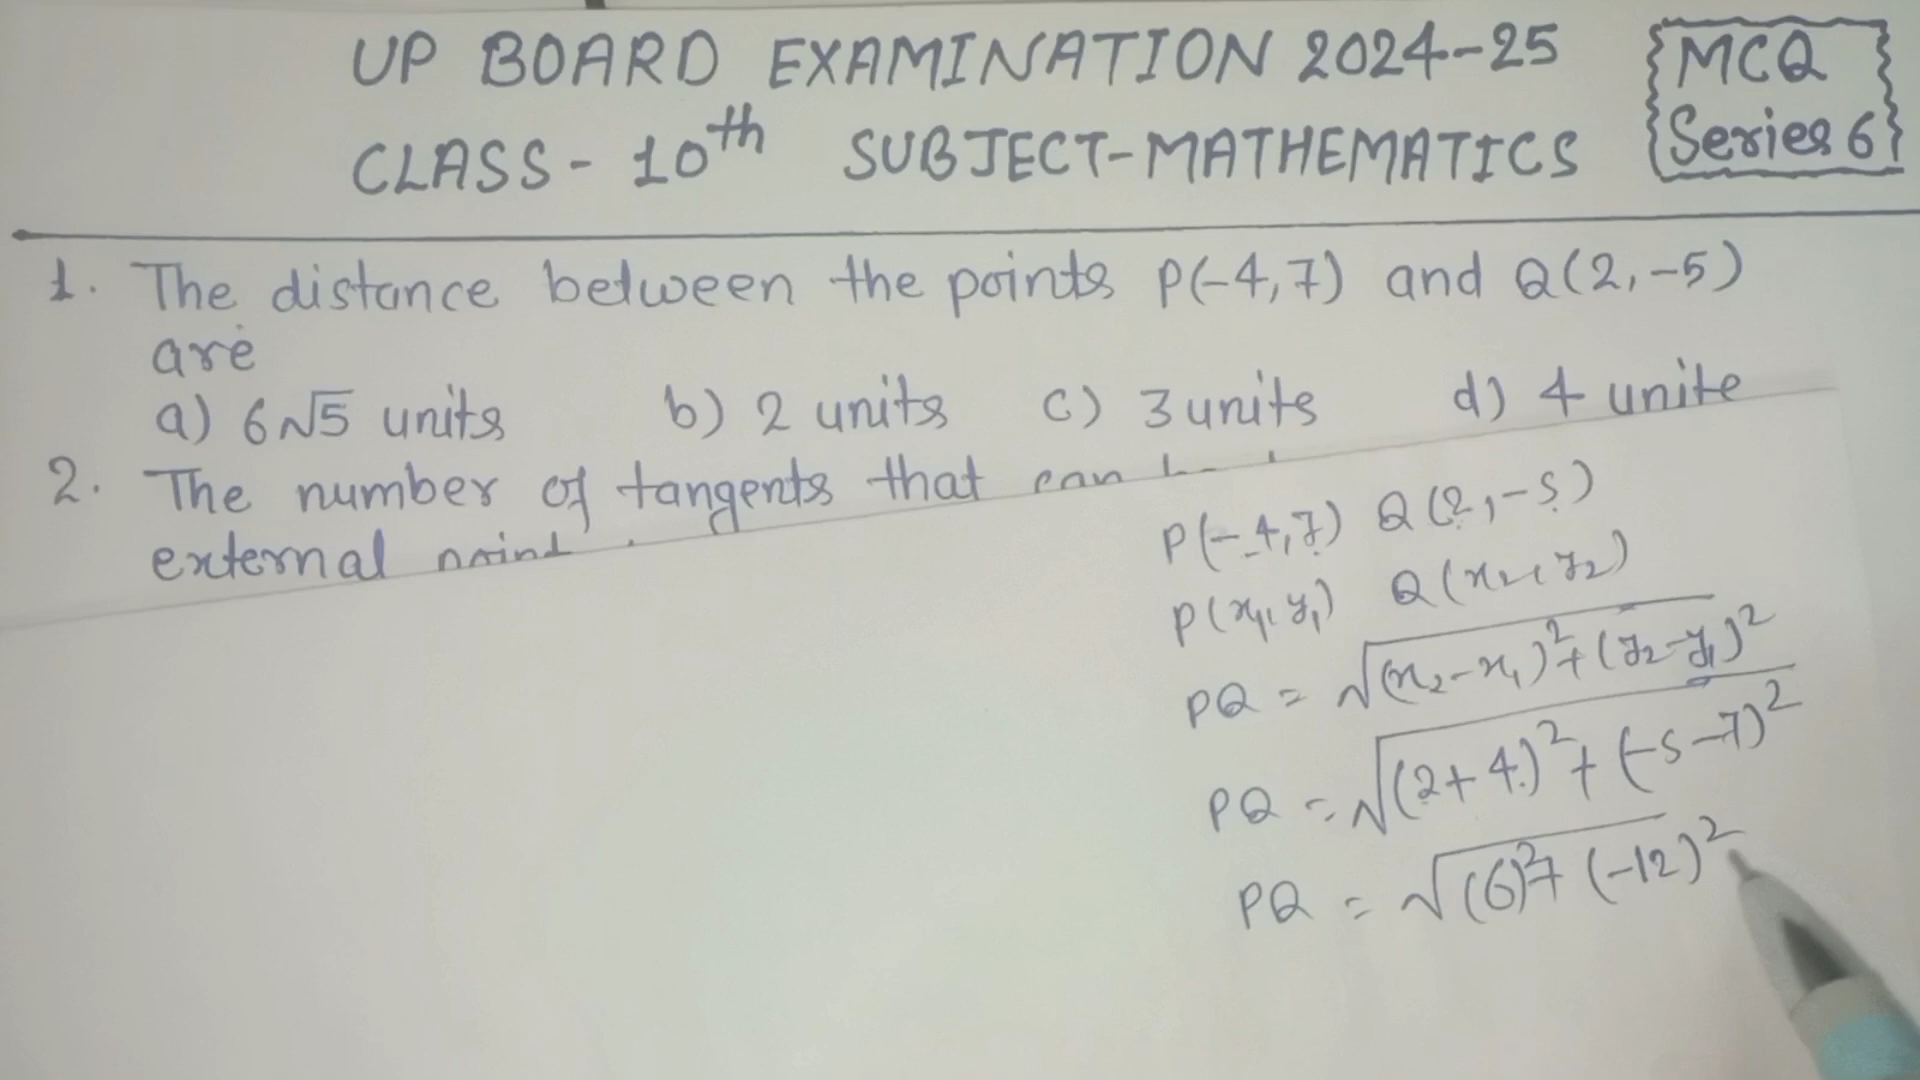 UP BOARD EXAMINATION 2024-25
CLASS - 10th SUBJECT-MATHEMATICS
MCQ
Series 6
1. The distance between the points P(-4,7) and Q(2,-5)
are
a) 6√5 units b) 2 units c) 3 units d) 4 units
2. The number of tangents that can
external point
P(-4,7) Q(2,-5)
P(x₁, y₁) Q(x₂, y₂)
PQ = √(x₂-x₁)²+(y₂-y₁)²
PQ = √(2+4)²+(-5-7)²
PQ = √(6)²+(-12)²